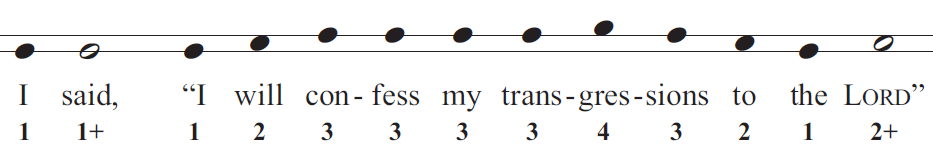 I said, “I will con - fess my trans - gres - sions to the LORD”
1 1+ 1 2 3 3 3 3 4 3 2 1 2+